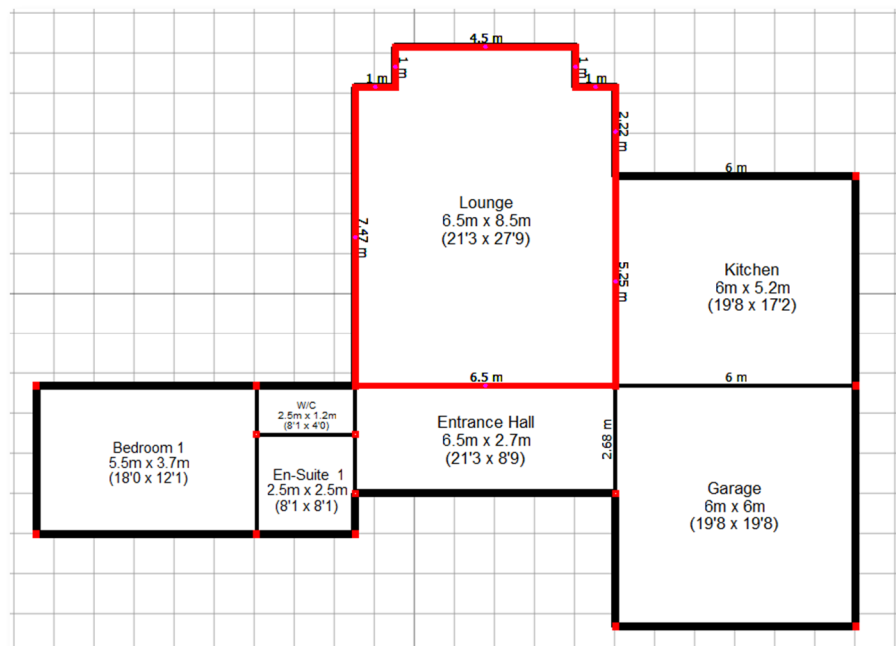 4.5 m
1 m
1 m
1 m
1 m
2.22 m
6 m
Lounge
6.5m x 8.5m
(21'3 x 27'9)
7.47 m
5.25 m
Kitchen
6m x 5.2m
(19'8 x 17'2)
6.5 m
6 m
W/C
2.5m x 1.2m
(8'1 x 4'0)
Entrance Hall
6.5m x 2.7m
(21'3 x 8'9)
2.68 m
Bedroom 1
5.5m x 3.7m
(18'0 x 12'1)
En-Suite 1
2.5m x 2.5m
(8'1 x 8'1)
Garage
6m x 6m
(19'8 x 19'8)